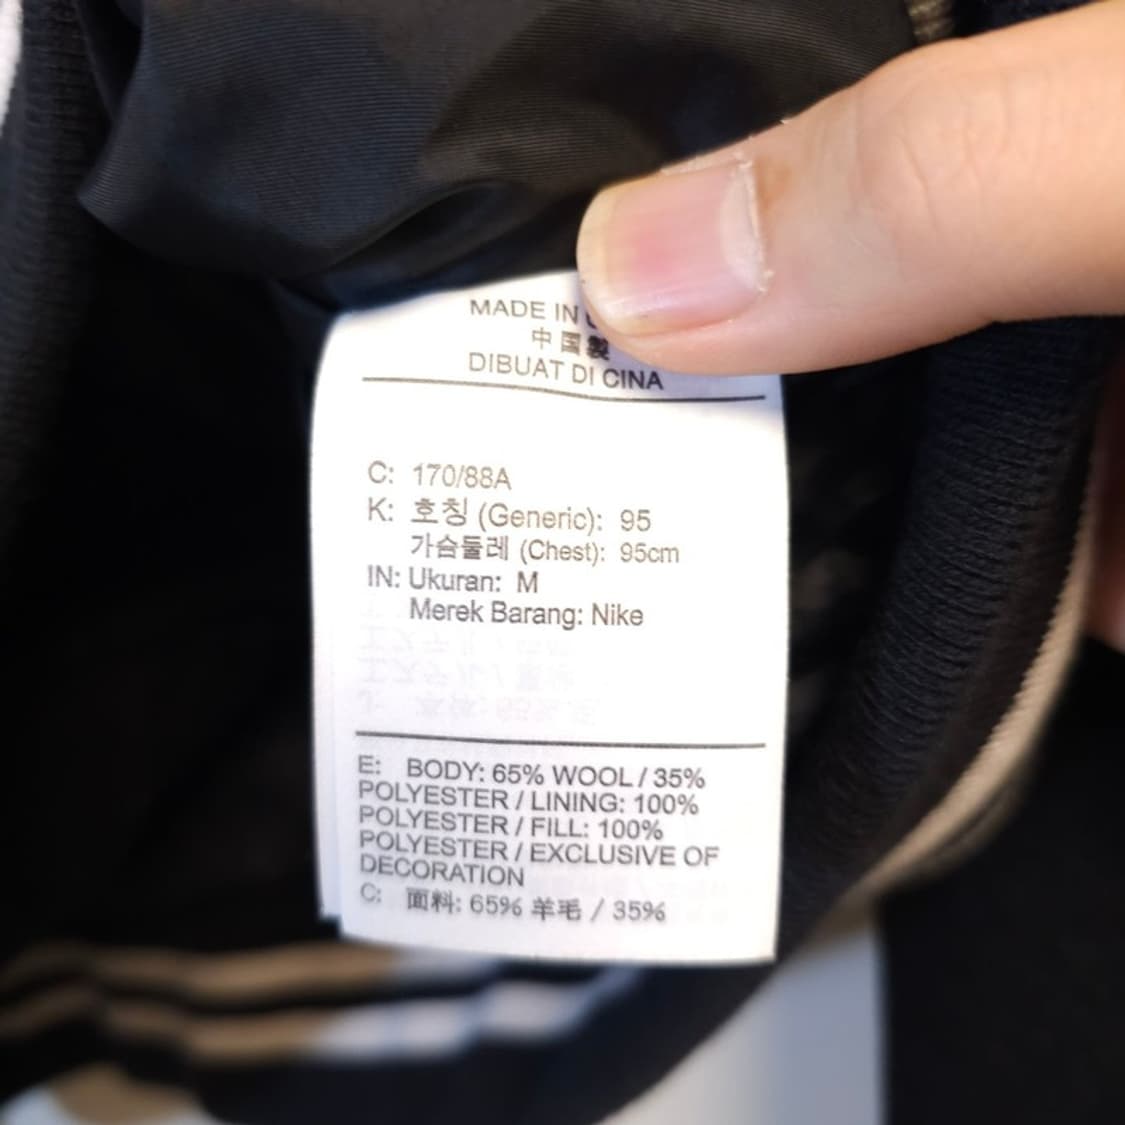 MADE IN
中国製
DIBUAT DI CINA
C: 170/88A
K: 호칭 (Generic): 95
가슴둘레 (Chest): 95cm
IN: Ukuran: M
Merek Barang: Nike
E: BODY: 65% WOOL / 35%
POLYESTER / LINING: 100%
POLYESTER / FILL: 100%
POLYESTER / EXCLUSIVE OF
DECORATION
C: 面料: 65% 羊毛 / 35%